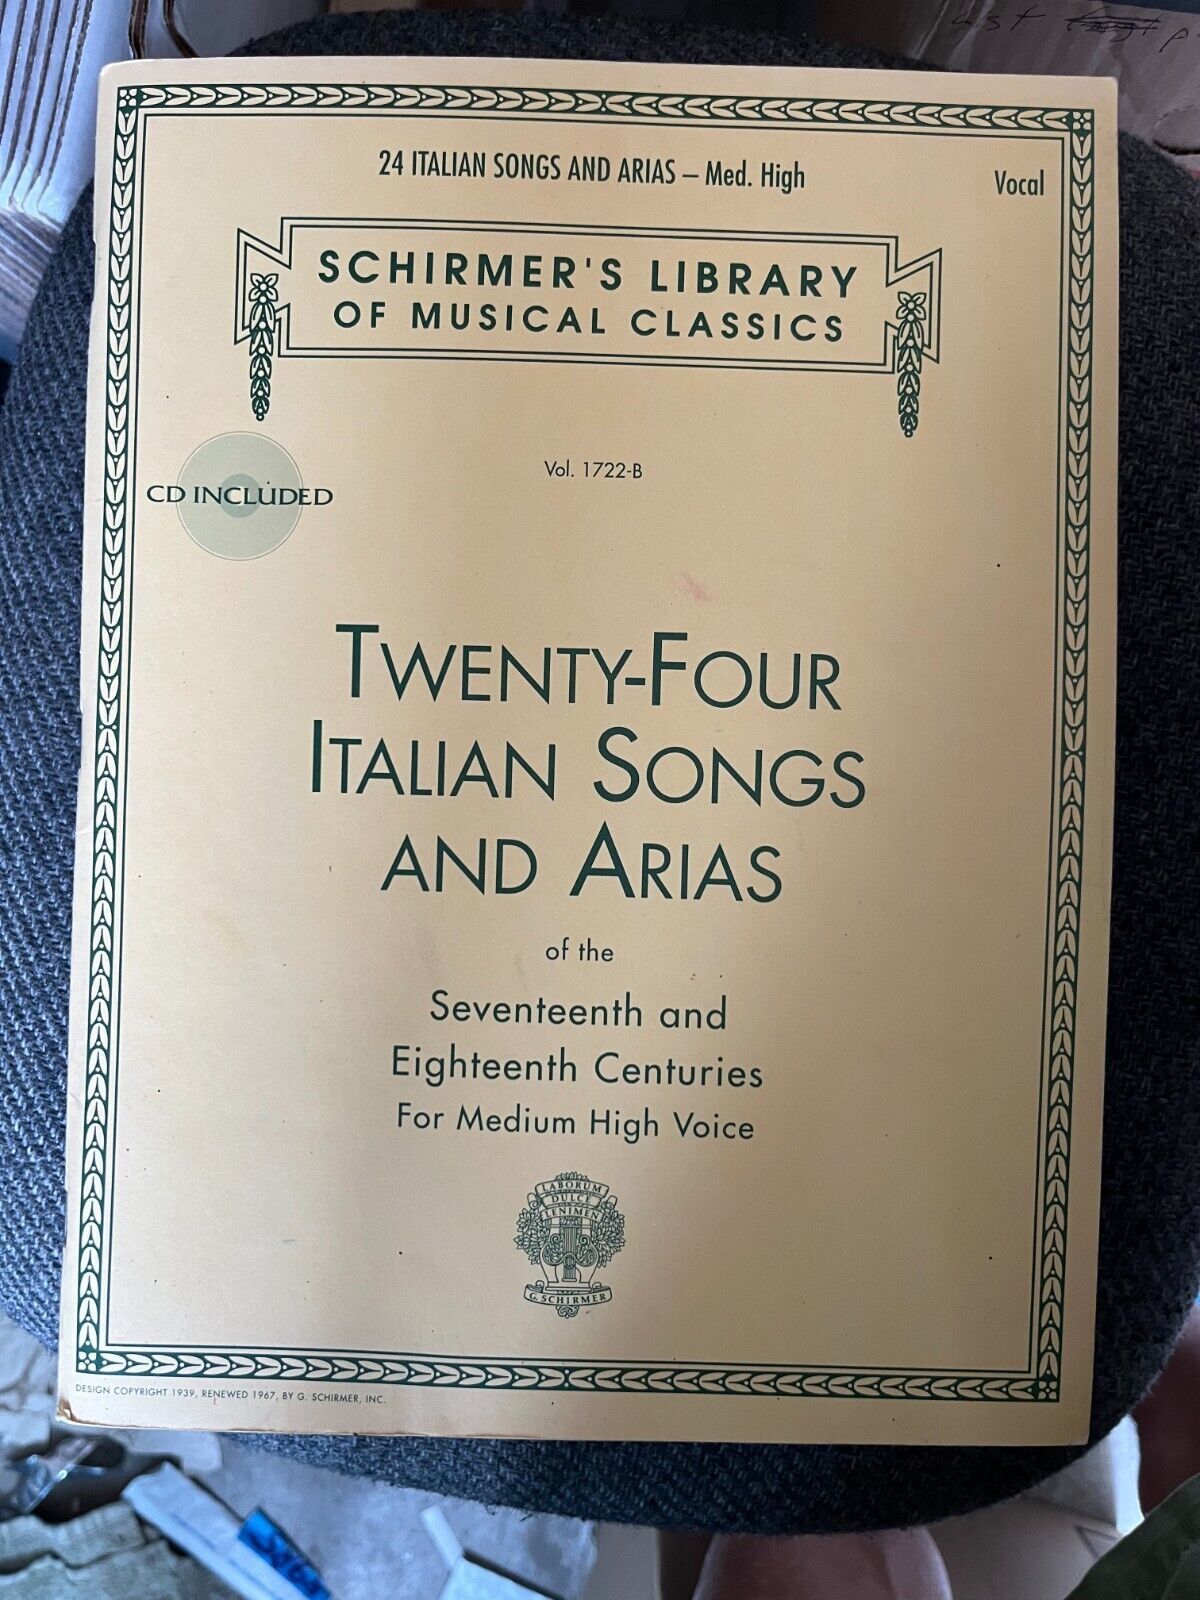 24 ITALIAN SONGS AND ARIAS – Med. High
Vocal
SCHIRMER'S LIBRARY
OF MUSICAL CLASSICS
Vol. 1722-B
CD INCLUDED
TWENTY-FOUR
ITALIAN SONGS
AND ARIAS
of the
Seventeenth and
Eighteenth Centuries
For Medium High Voice
LABORUM
DULCE
LENIMEN
G. SCHIRMER
DESIGN COPYRIGHT 1939, RENEWED 1967, BY G. SCHIRMER, INC.